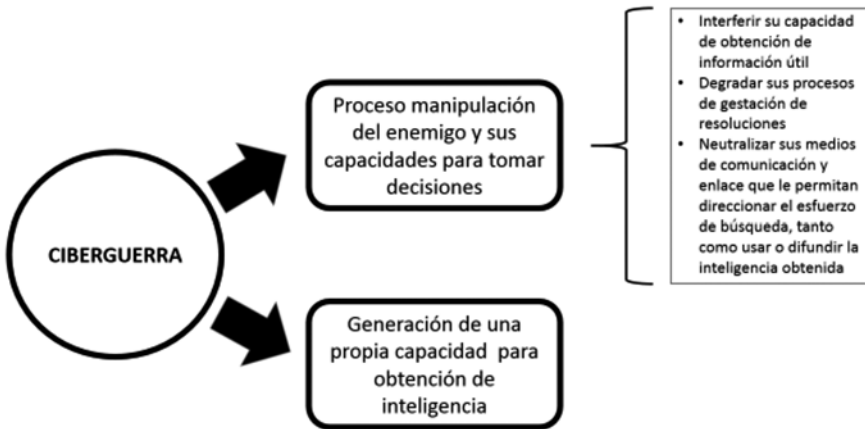 CIBERGUERRA
Proceso manipulación
del enemigo y sus
capacidades para tomar
decisiones
• Interferir su capacidad
de obtención de
información útil
• Degradar sus procesos
de gestación de
resoluciones
• Neutralizar sus medios
de comunicación y
enlace que le permitan
direccionar el esfuerzo
de búsqueda, tanto
como usar o difundir la
inteligencia obtenida
Generación de una
propia capacidad para
obtención de
inteligencia